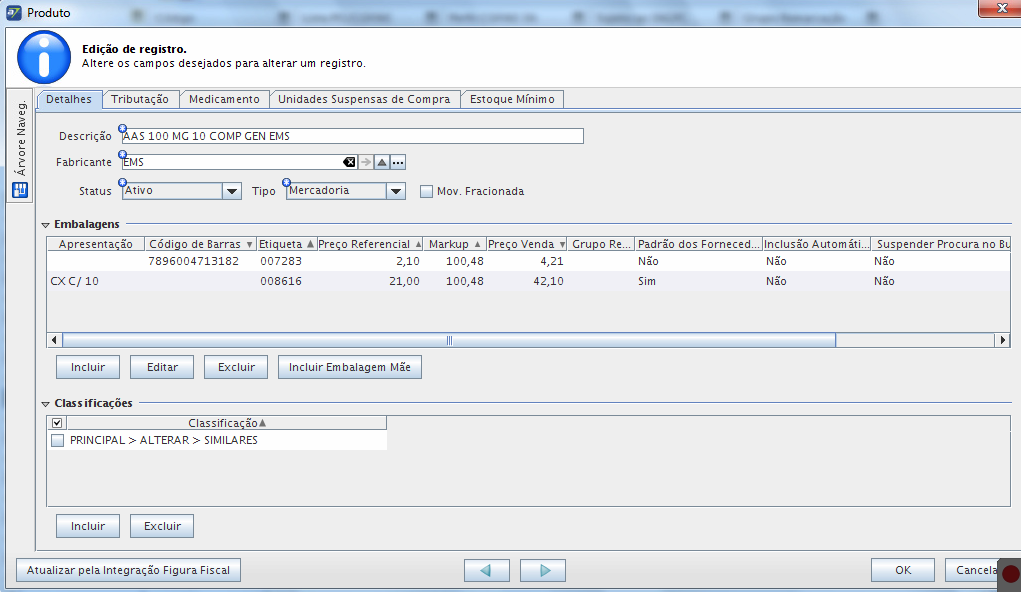 Produto
Edição de registro.
Altere os campos desejados para alterar um registro.
Árvore Naveg.
Detalhes Tributação Medicamento Unidades Suspensas de Compra Estoque Mínimo
Descrição AAS 100 MG 10 COMP GEN EMS
Fabricante EMS
Status Ativo Tipo Mercadoria Mov. Fracionada
Embalagens
Apresentação Código de Barras Etiqueta Preço Referencial Markup Preço Venda Grupo Re... Padrão dos Forneced... Inclusão Automáti... Suspender Procura no Bu
7896004713182 007283 2,10 100,48 4,21 Não Não Não
CX C/ 10 008616 21,00 100,48 42,10 Sim Não Não
Incluir Editar Excluir Incluir Embalagem Mãe
Classificações
Classificação
PRINCIPAL > ALTERAR > SIMILARES
Incluir Excluir
Atualizar pela Integração Figura Fiscal OK Cancela